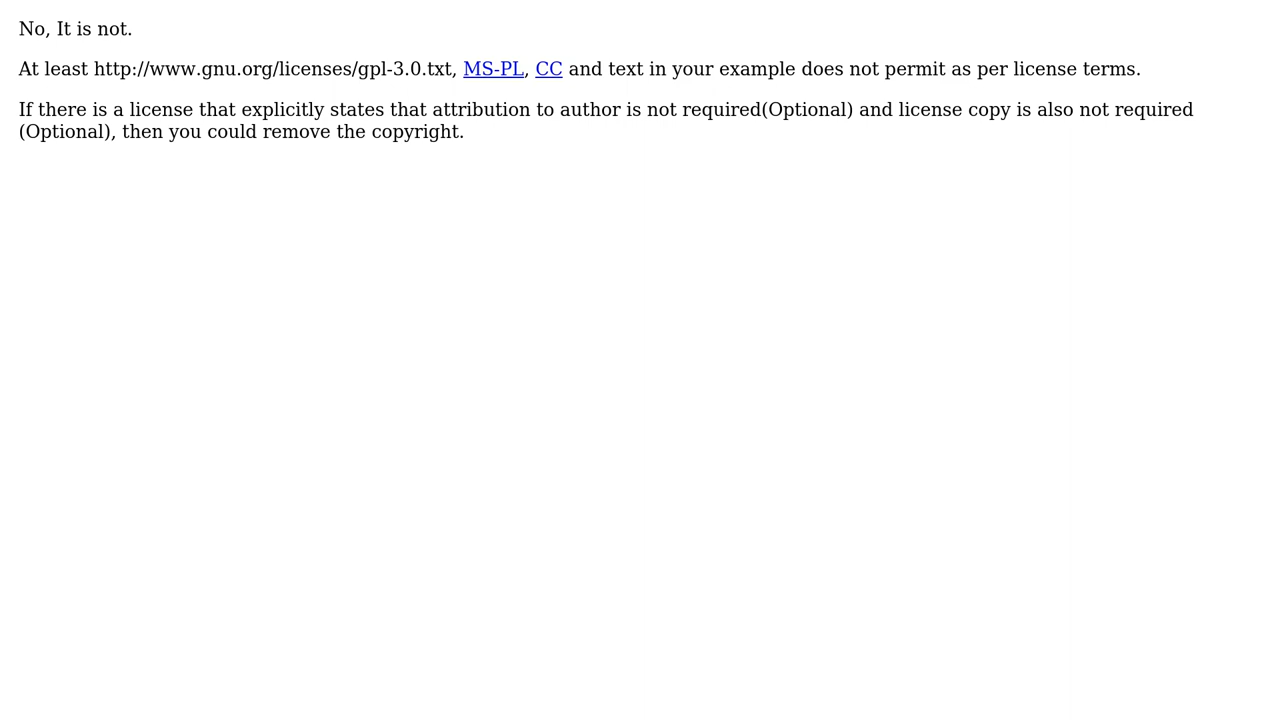 No, It is not.
At least http://www.gnu.org/licenses/gpl-3.0.txt, MS-PL, CC and text in your example does not permit as per license terms.
If there is a license that explicitly states that attribution to author is not required(Optional) and license copy is also not required
(Optional), then you could remove the copyright.